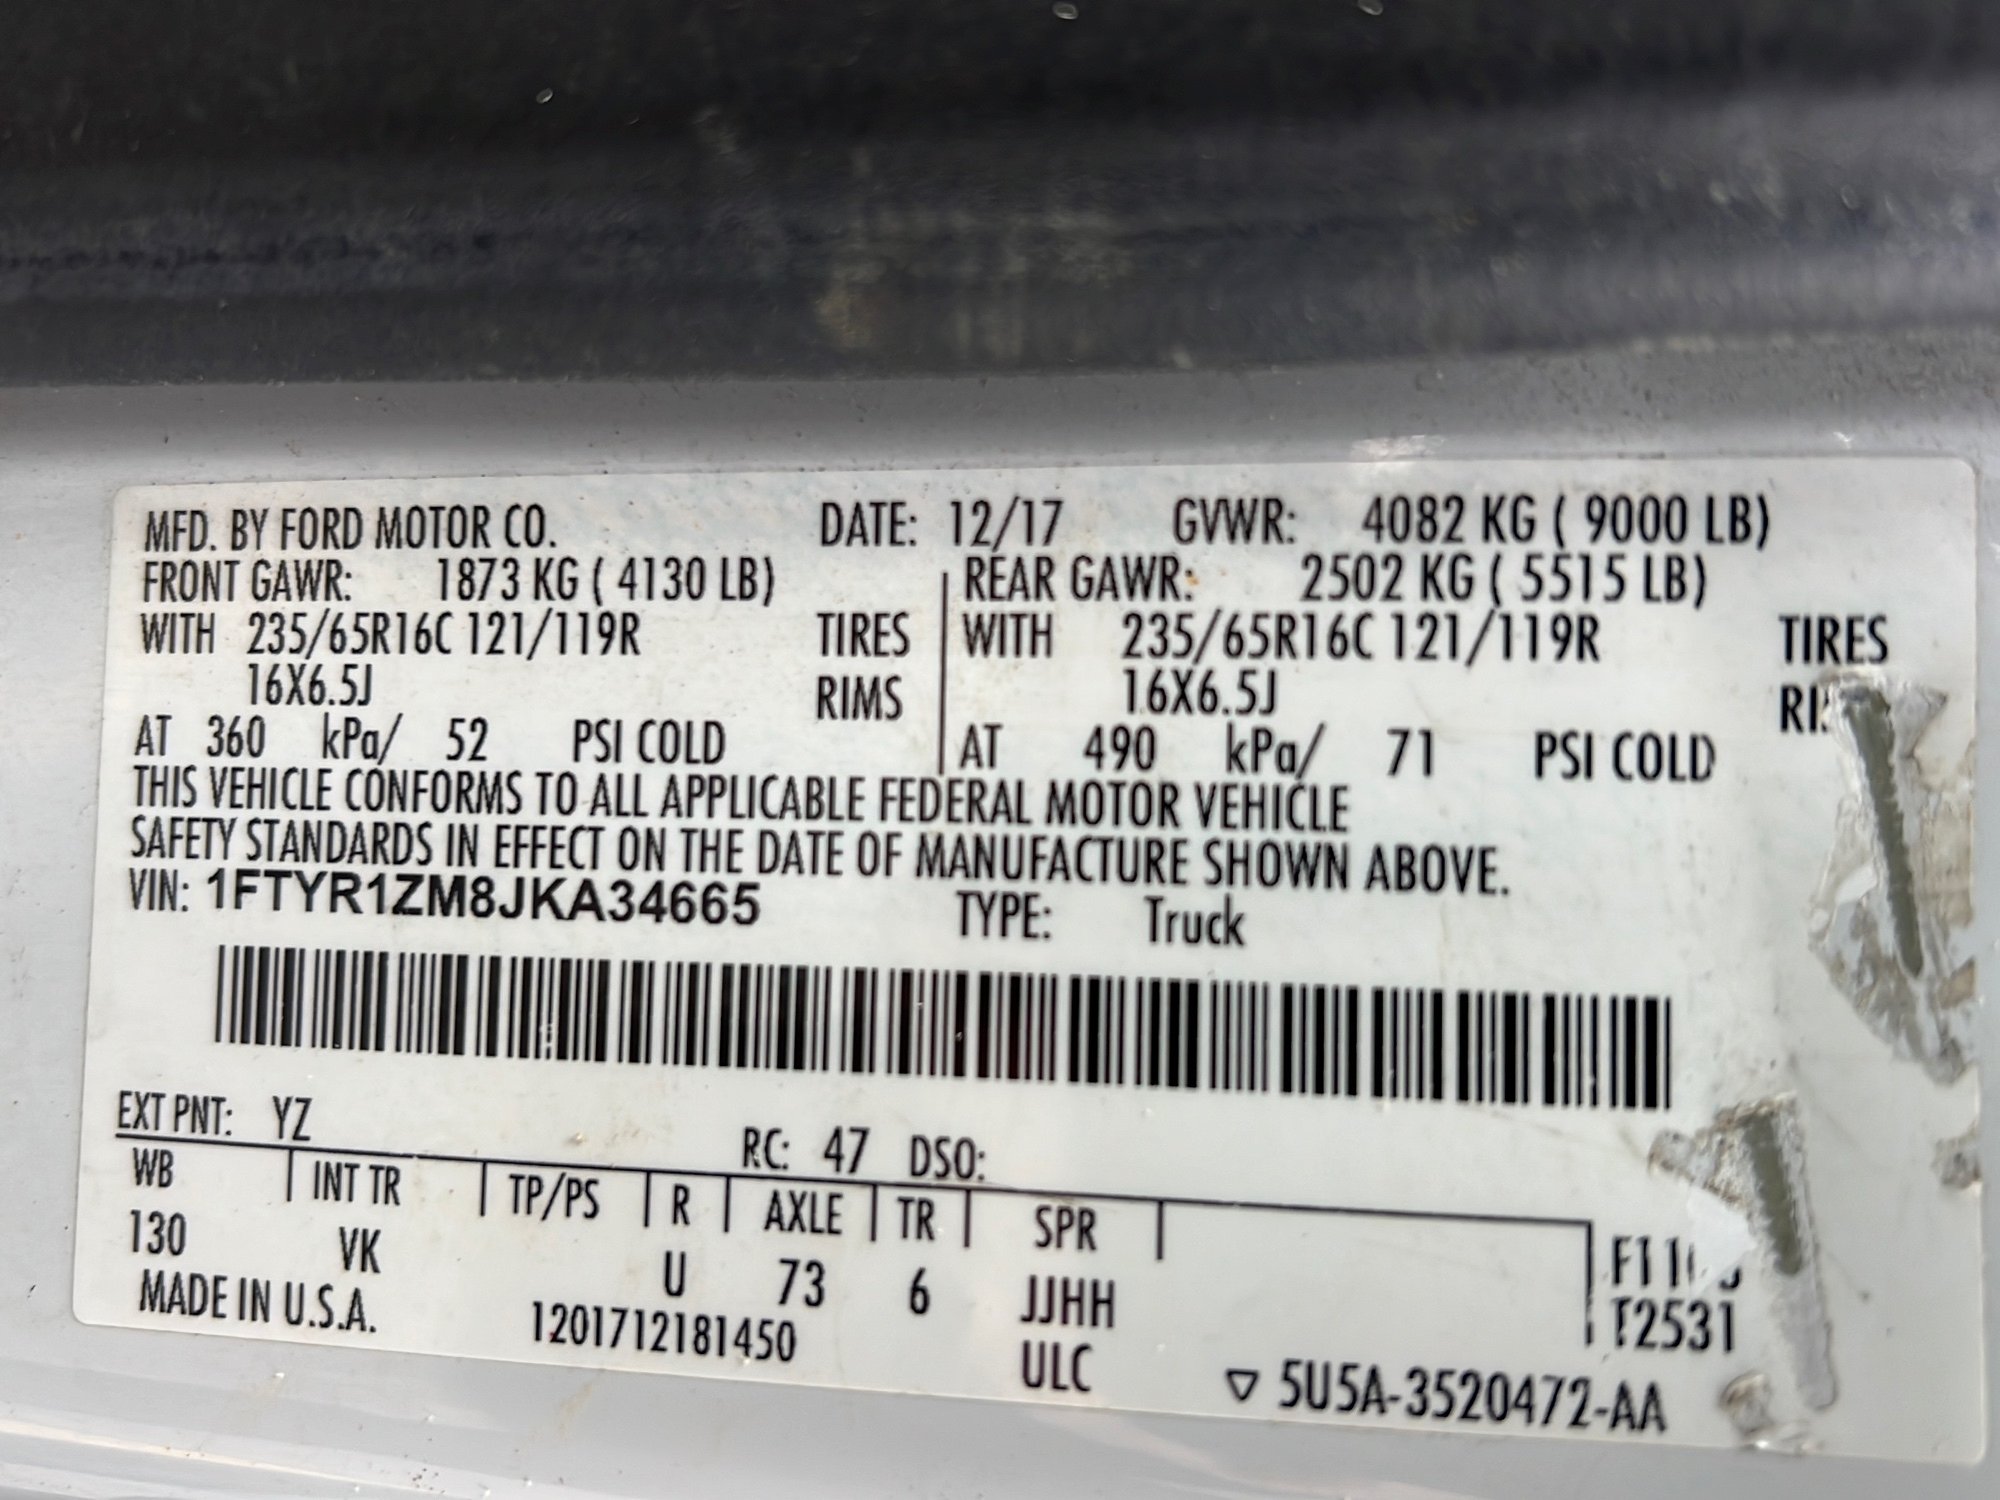 MFD. BY FORD MOTOR CO. DATE: 12/17 GVWR: 4082 KG ( 9000 LB)
FRONT GAWR: 1873 KG ( 4130 LB) REAR GAWR: 2502 KG ( 5515 LB)
WITH 235/65R16C 121/119R TIRES WITH 235/65R16C 121/119R TIRES
16X6.5J RIMS 16X6.5J
AT 360 kPa/ 52 PSI COLD AT 490 kPa/ 71 PSI COLD
THIS VEHICLE CONFORMS TO ALL APPLICABLE FEDERAL MOTOR VEHICLE
SAFETY STANDARDS IN EFFECT ON THE DATE OF MANUFACTURE SHOWN ABOVE.
VIN: 1FTYR1ZM8JKA34665 TYPE: Truck
EXT PNT: YZ RC: 47 DSO:
WB INT TR TP/PS R AXLE TR SPR
130 VK U 73 6 JJHH
MADE IN U.S.A. 1201712181450 ULC
▽ 5U5A-3520472-AA